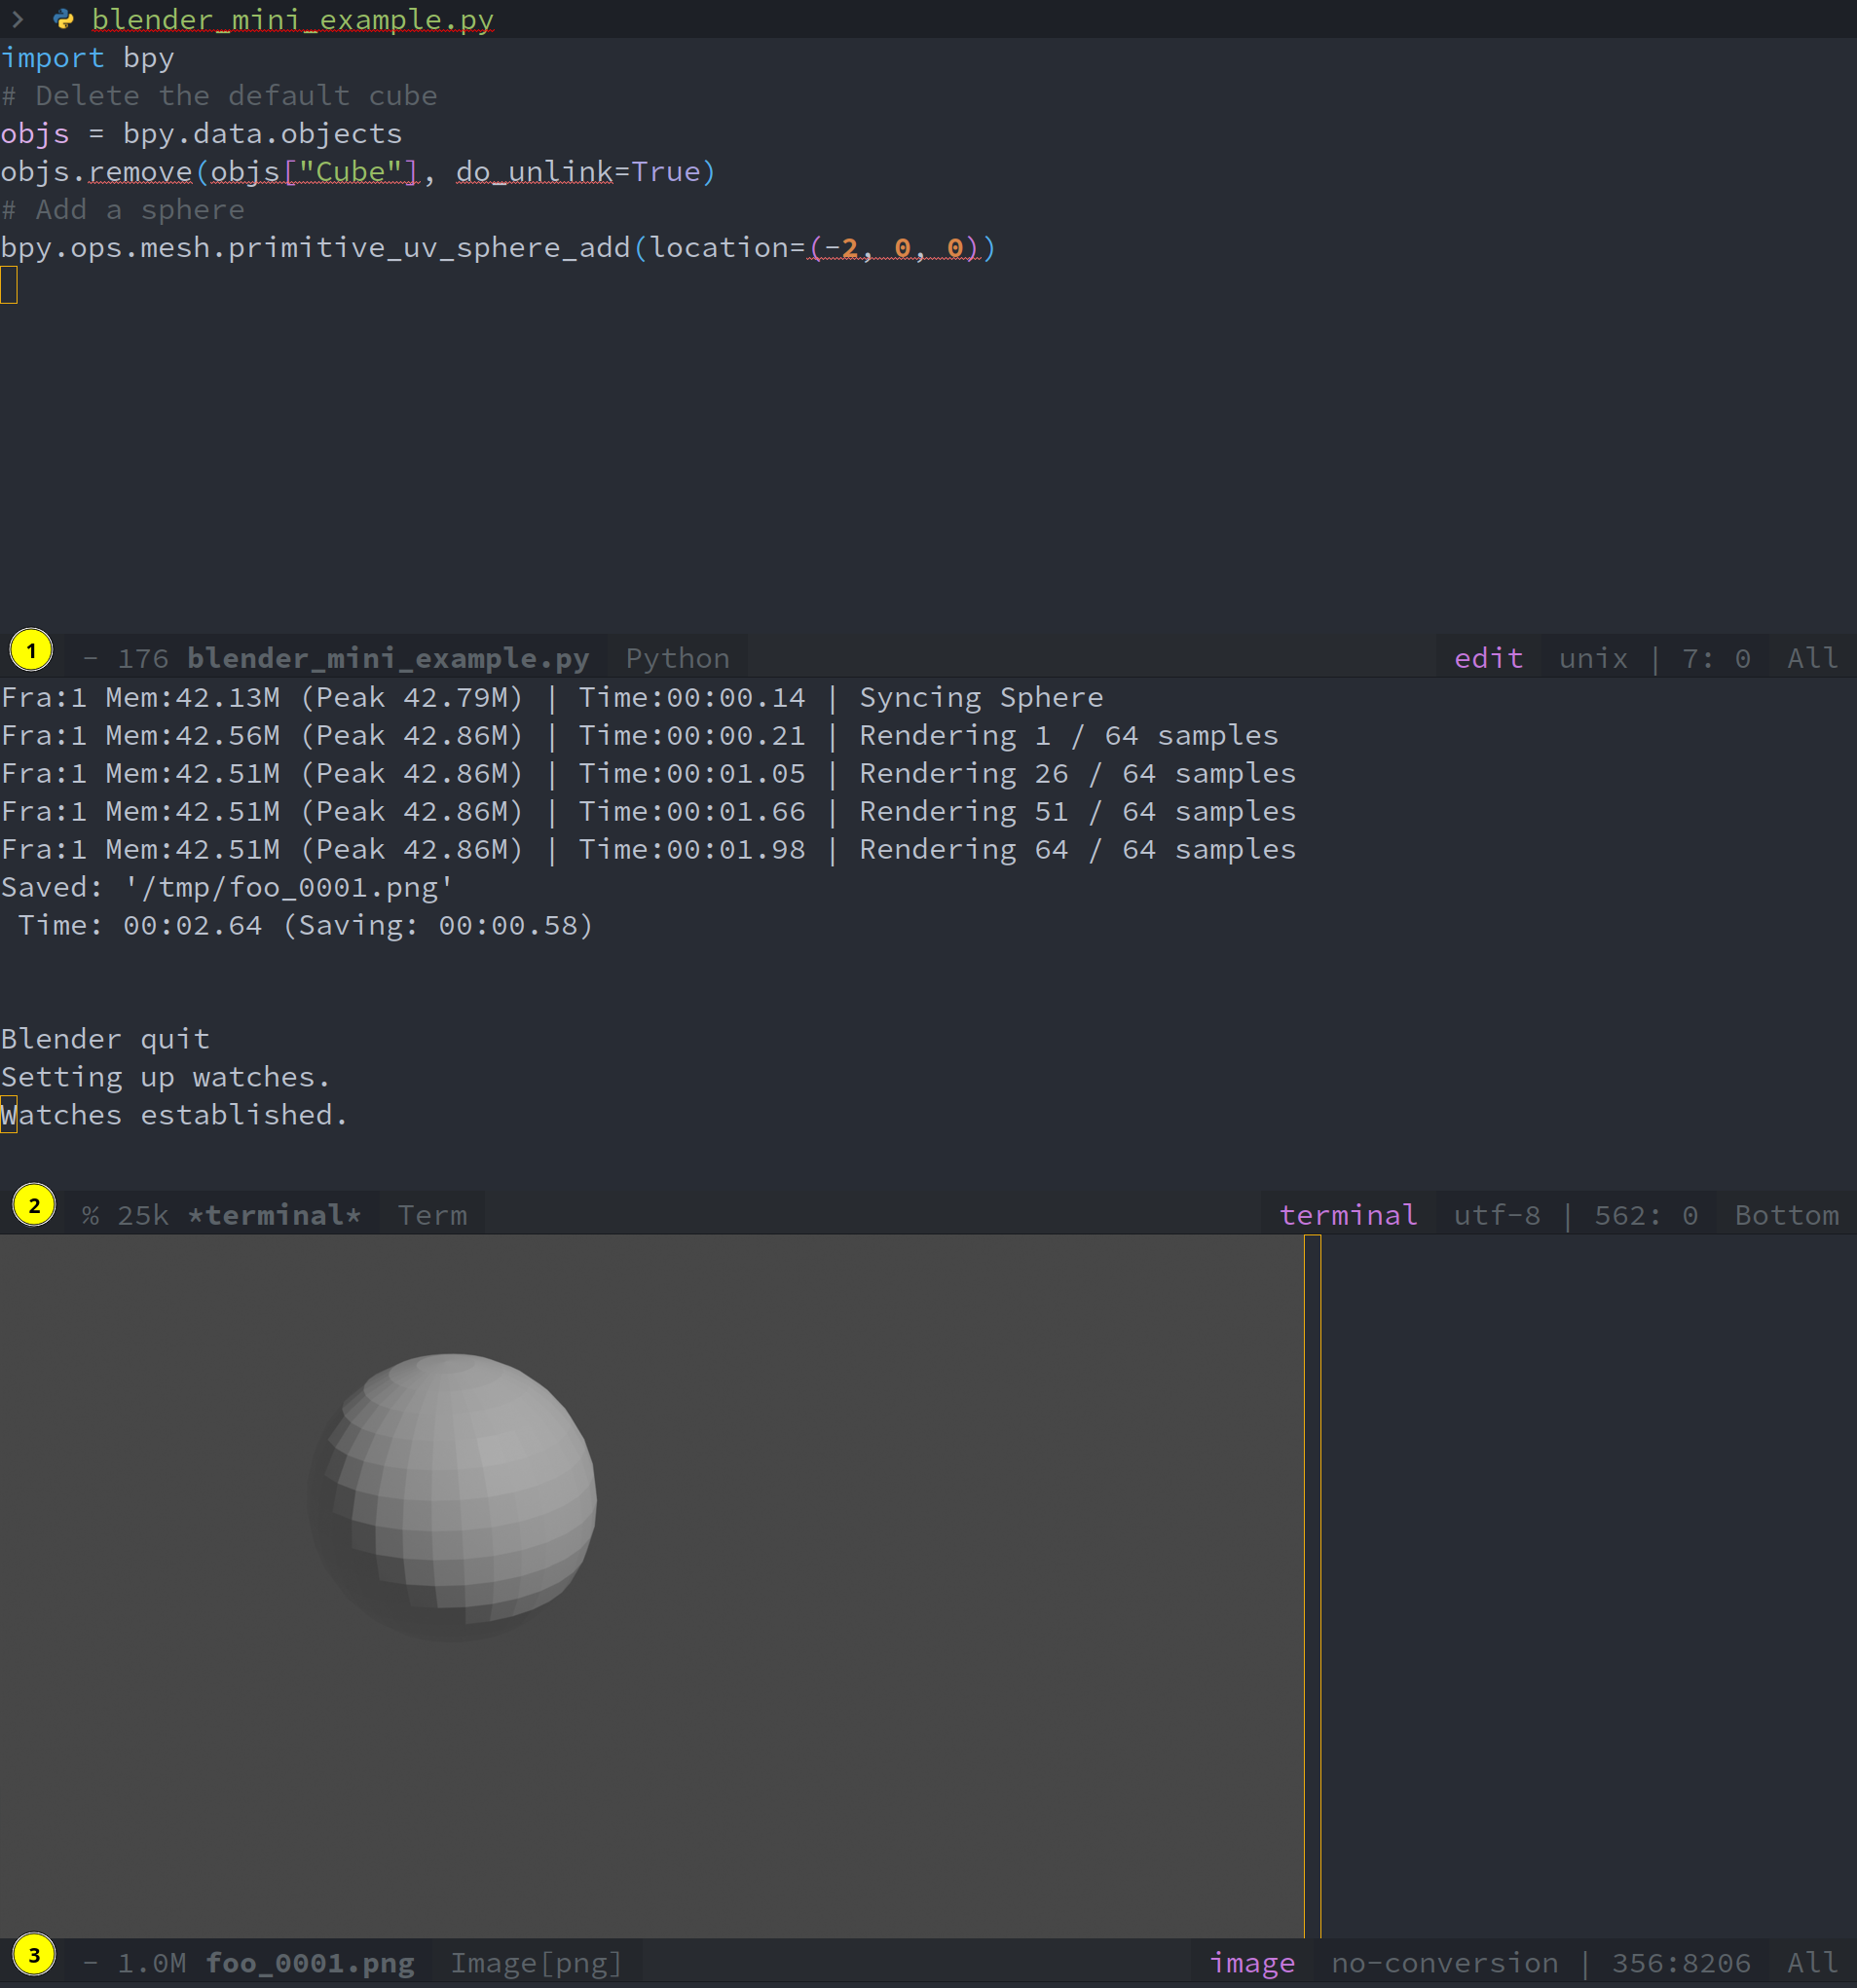 > blender_mini_example.py
import bpy
# Delete the default cube
objs = bpy.data.objects
objs.remove(objs["Cube"], do_unlink=True)
# Add a sphere
bpy.ops.mesh.primitive_uv_sphere_add(location=(-2, 0, 0))
1 - 176 blender_mini_example.py Python edit unix | 7: 0 All
Fra:1 Mem:42.13M (Peak 42.79M) | Time:00:00.14 | Syncing Sphere
Fra:1 Mem:42.56M (Peak 42.86M) | Time:00:00.21 | Rendering 1 / 64 samples
Fra:1 Mem:42.51M (Peak 42.86M) | Time:00:01.05 | Rendering 26 / 64 samples
Fra:1 Mem:42.51M (Peak 42.86M) | Time:00:01.66 | Rendering 51 / 64 samples
Fra:1 Mem:42.51M (Peak 42.86M) | Time:00:01.98 | Rendering 64 / 64 samples
Saved: '/tmp/foo_0001.png'
 Time: 00:02.64 (Saving: 00:00.58)
Blender quit
Setting up watches.
Watches established.
2 % 25k *terminal* Term terminal utf-8 | 562: 0 Bottom
3 - 1.0M foo_0001.png Image[png] image no-conversion | 356:8206 All